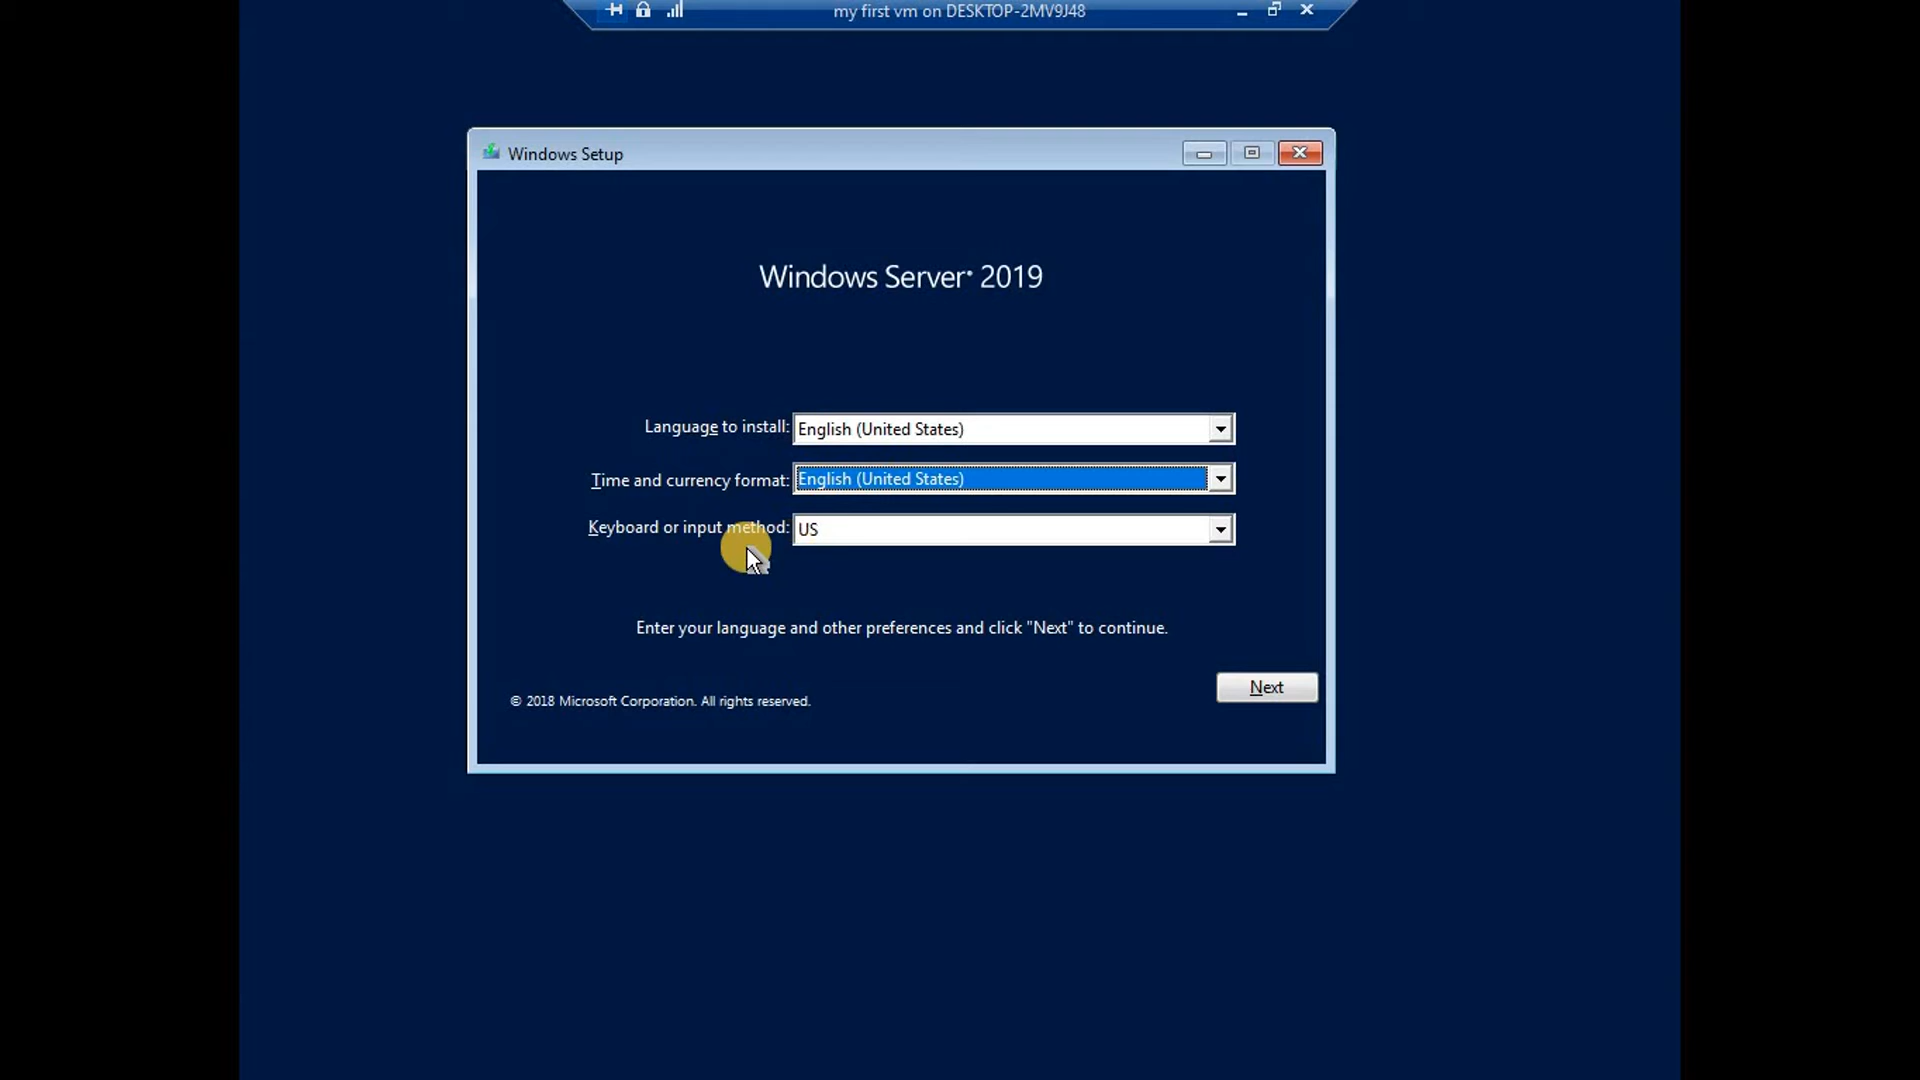 my first vm on DESKTOP-2MV9J48
Windows Setup
Windows Server® 2019
Language to install: English (United States)
Time and currency format: English (United States)
Keyboard or input method: US
Enter your language and other preferences and click "Next" to continue.
Next
© 2018 Microsoft Corporation. All rights reserved.